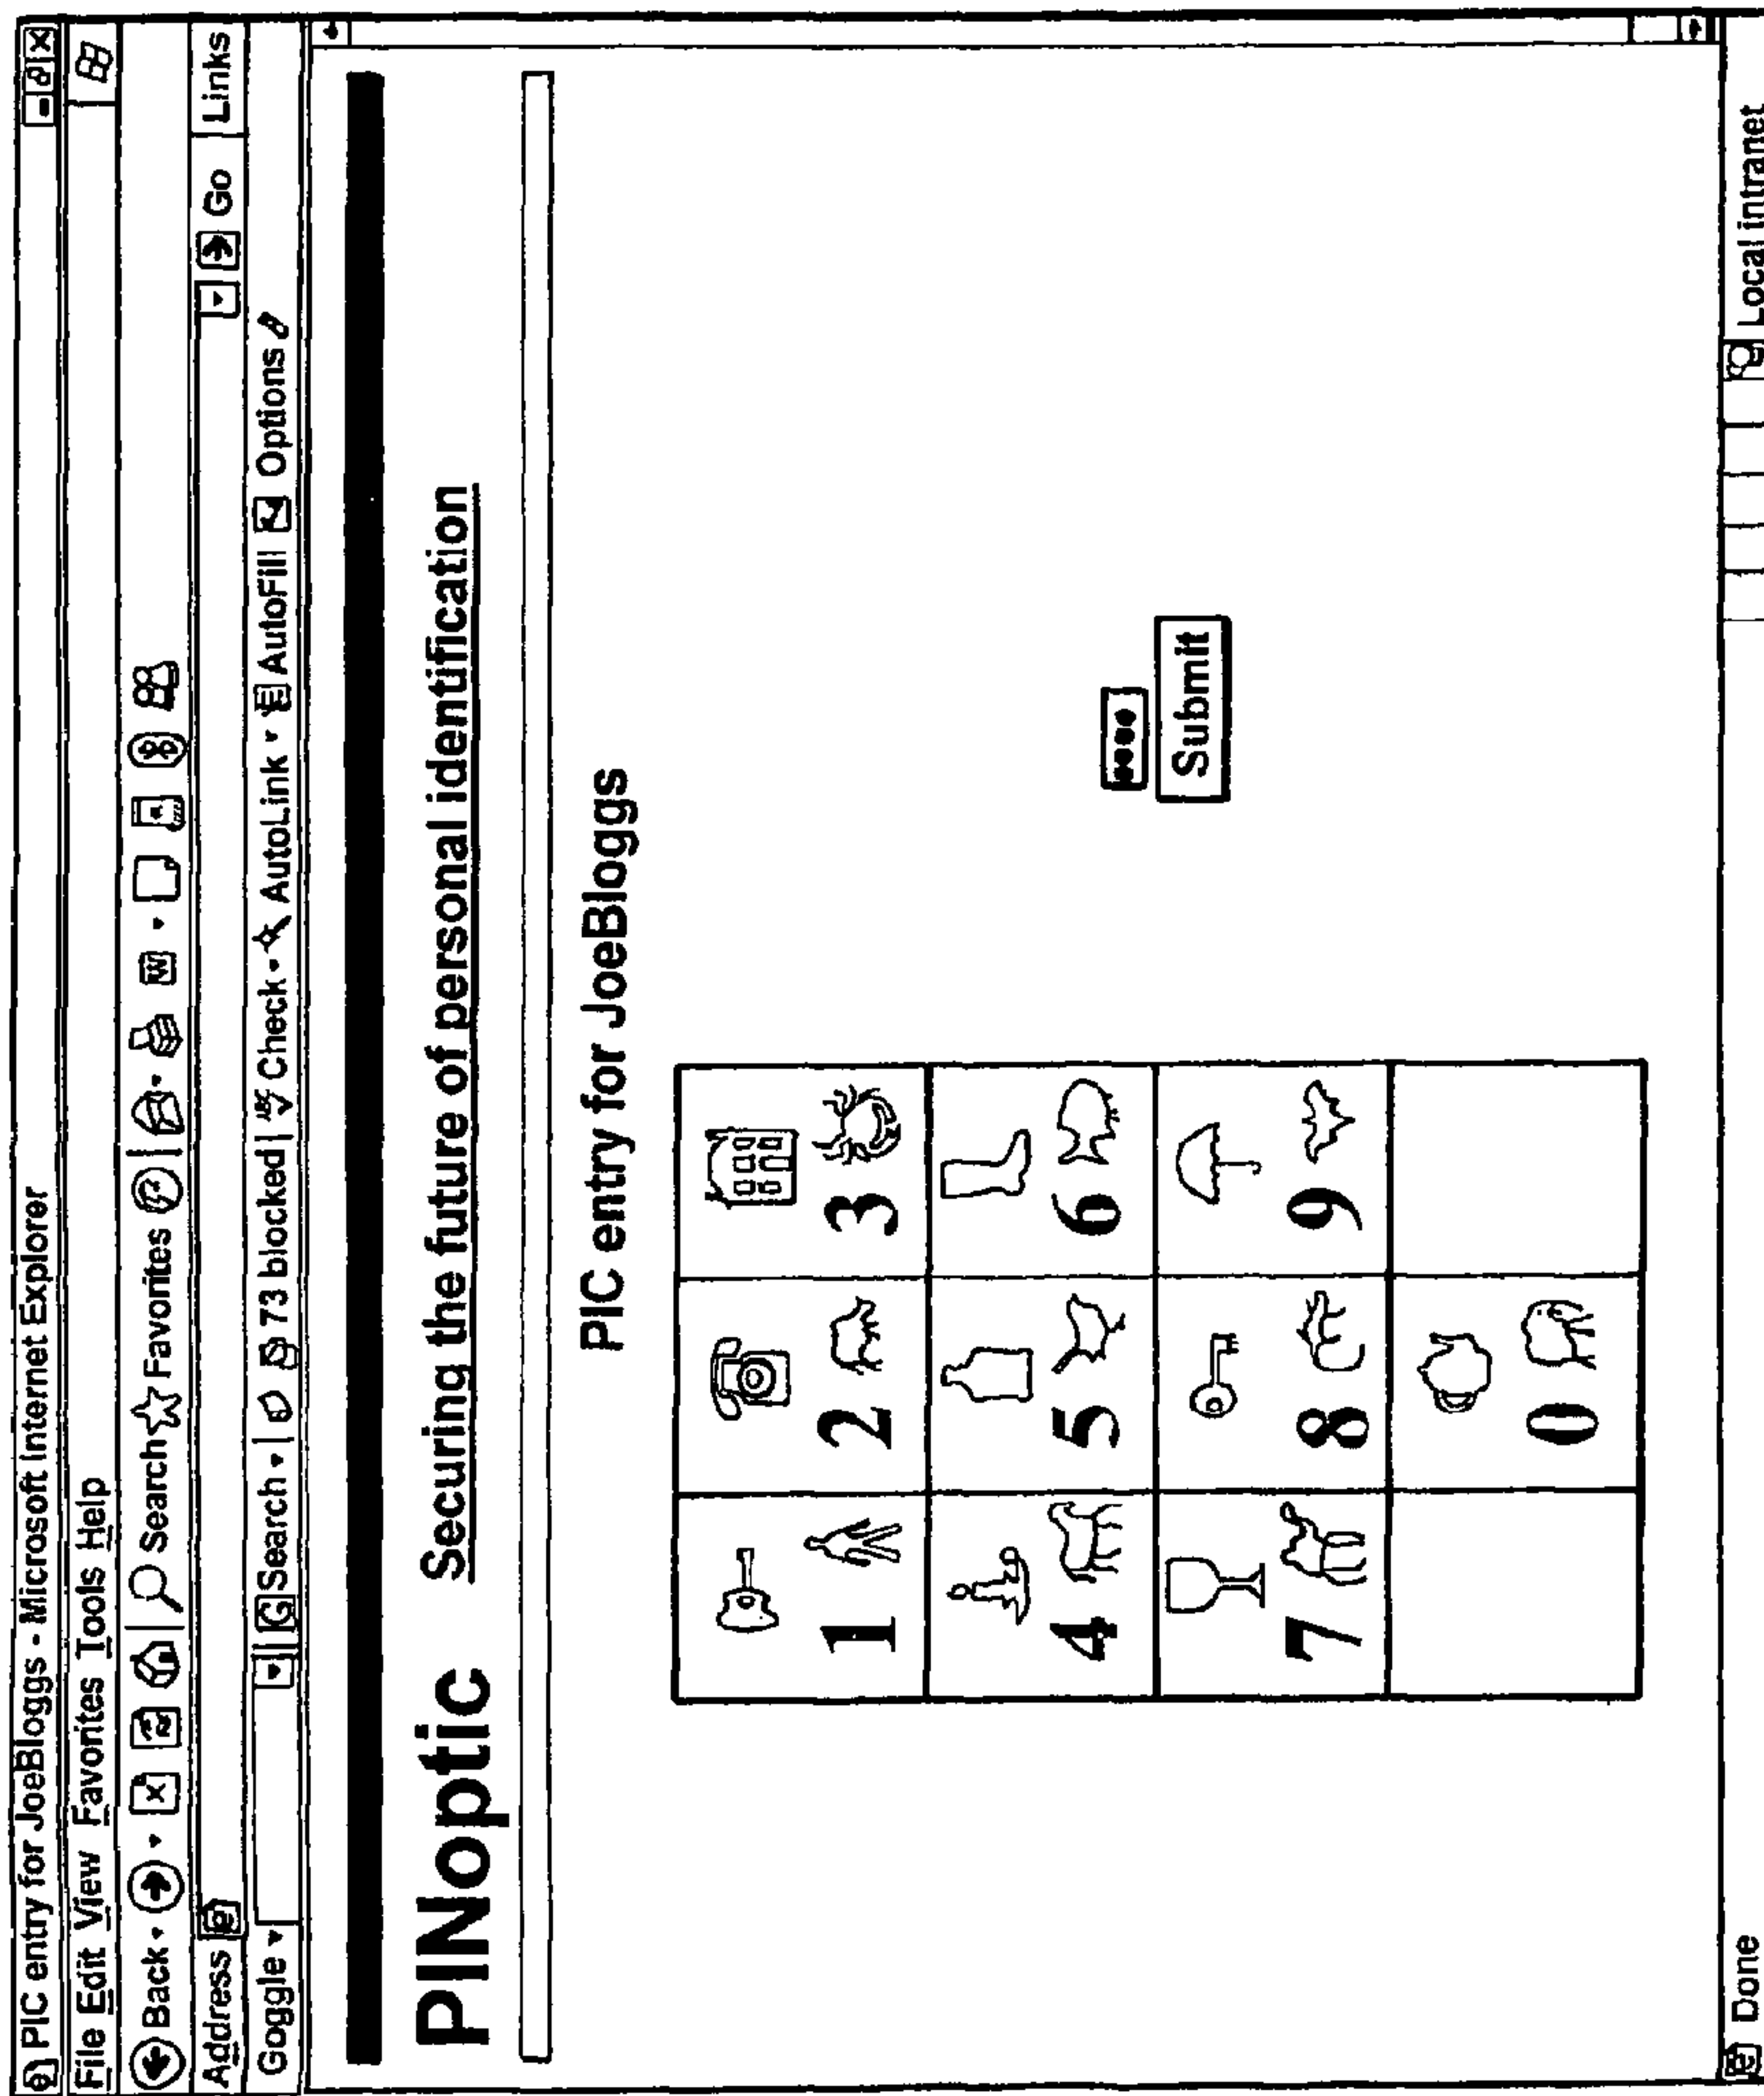 PIC entry for JoeBloggs - Microsoft Internet Explorer
File Edit View Favorites Tools Help
Back Search Favorites W
Address Go Links
Goggle G Search 73 blocked ABC Check AutoLink AutoFill Options
PINoptic Securing the future of personal identification
PIC entry for JoeBloggs
1 2 3
4 5 6
7 8 9
0
Submit
Done Local intranet